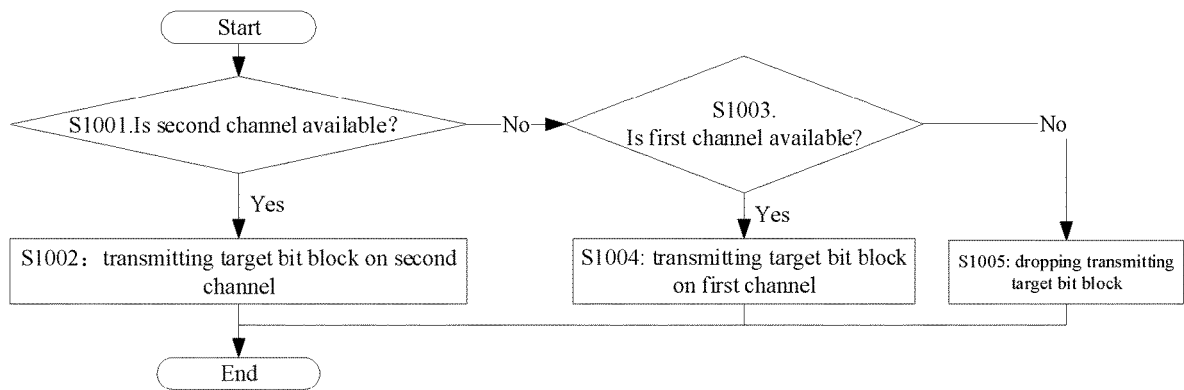 Start
S1001.Is second channel available?
No
S1003.
Is first channel available?
No
Yes
Yes
S1002：transmitting target bit block on second
channel
S1004: transmitting target bit block
on first channel
S1005: dropping transmitting
target bit block
End